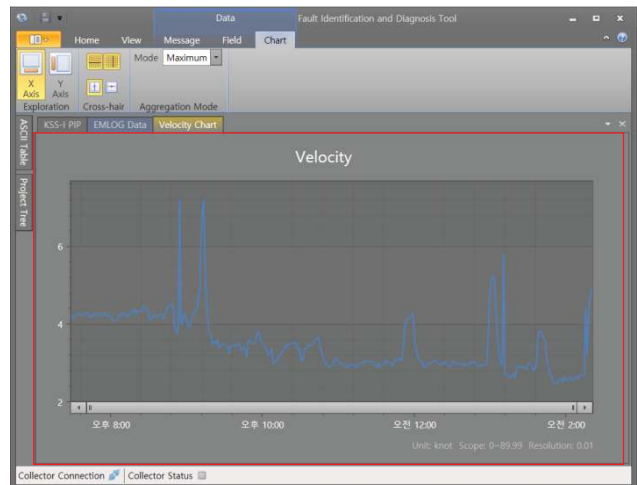 Data
Fault Identification and Diagnosis Tool
Home View Message Field Chart
Mode Maximum
X Axis
Y Axis
Exploration Cross-hair Aggregation Mode
KSS-I PIP EMLOG Data Velocity Chart
ASCII Table
Project Tree
Velocity
6
4
2
오후 8:00 오후 10:00 오전 12:00 오전 2:00
Unit: knot Scope: 0~89.99 Resolution: 0.01
Collector Connection Collector Status